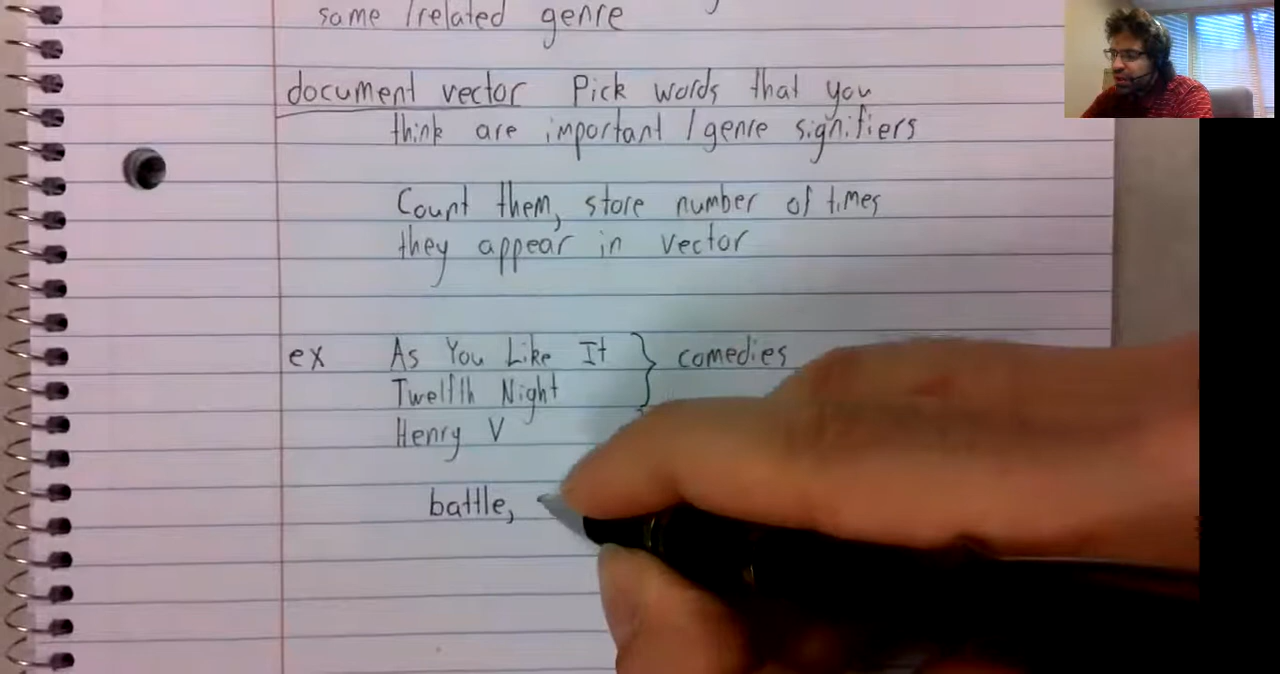 same /related genre
document vector Pick words that you
think are important / genre signifiers
Count them, store number of times
they appear in vector
ex As You Like It } comedies
Twelfth Night
Henry V
battle,